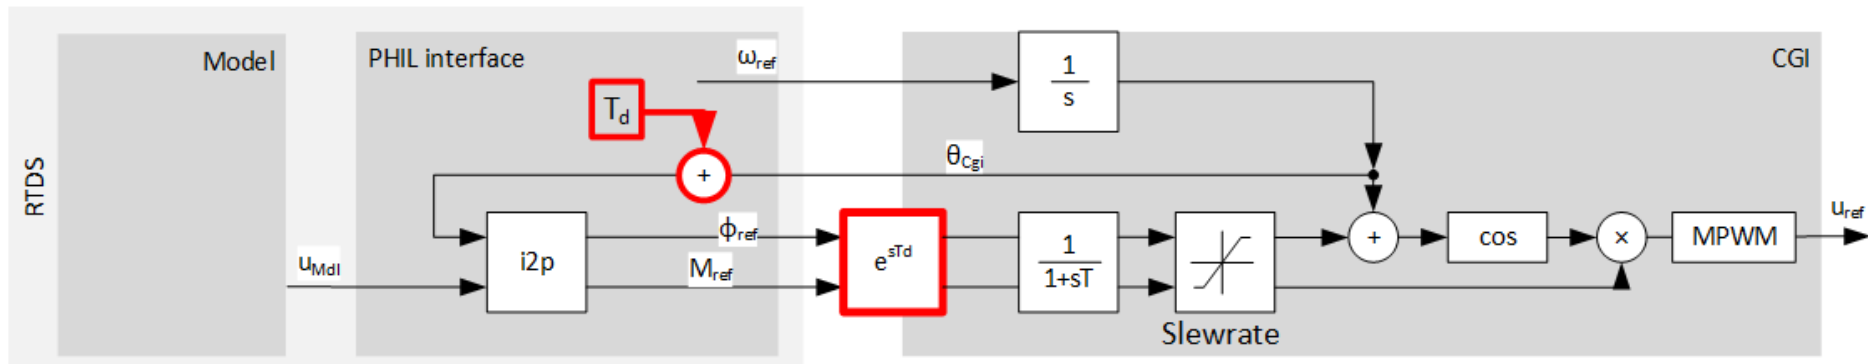 RTDS
Model
PHIL interface
ω_ref
T_d
+
θ_Cgi
u_Mdl
i2p
ϕ_ref
M_ref
e^sTd
CGI
1
s
1
1+sT
Slewrate
+
cos
×
MPWM
u_ref